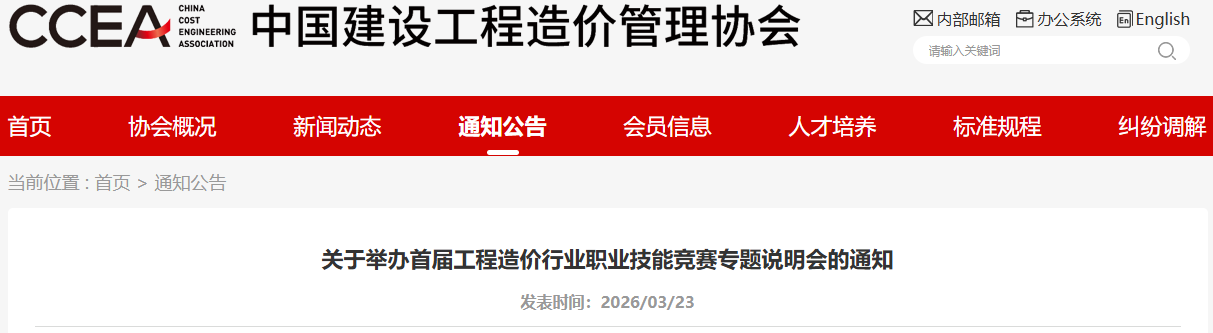 CCEA CHINA COST ENGINEERING ASSOCIATION 中国建设工程造价管理协会 内部邮箱 办公系统 English
请输入关键词
首页 协会概况 新闻动态 通知公告 会员信息 人才培养 标准规程 纠纷调解
当前位置 : 首页 > 通知公告
关于举办首届工程造价行业职业技能竞赛专题说明会的通知
发表时间：2026/03/23